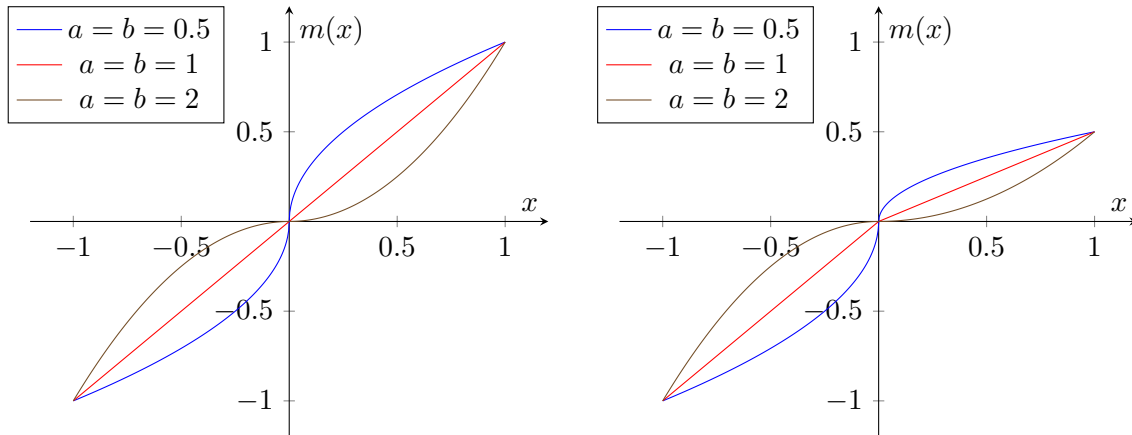 a = b = 0.5
a = b = 1
a = b = 2
m(x)
1
0.5
x
−1
−0.5
0.5
1
−0.5
−1
a = b = 0.5
a = b = 1
a = b = 2
m(x)
1
0.5
x
−1
−0.5
0.5
1
−0.5
−1